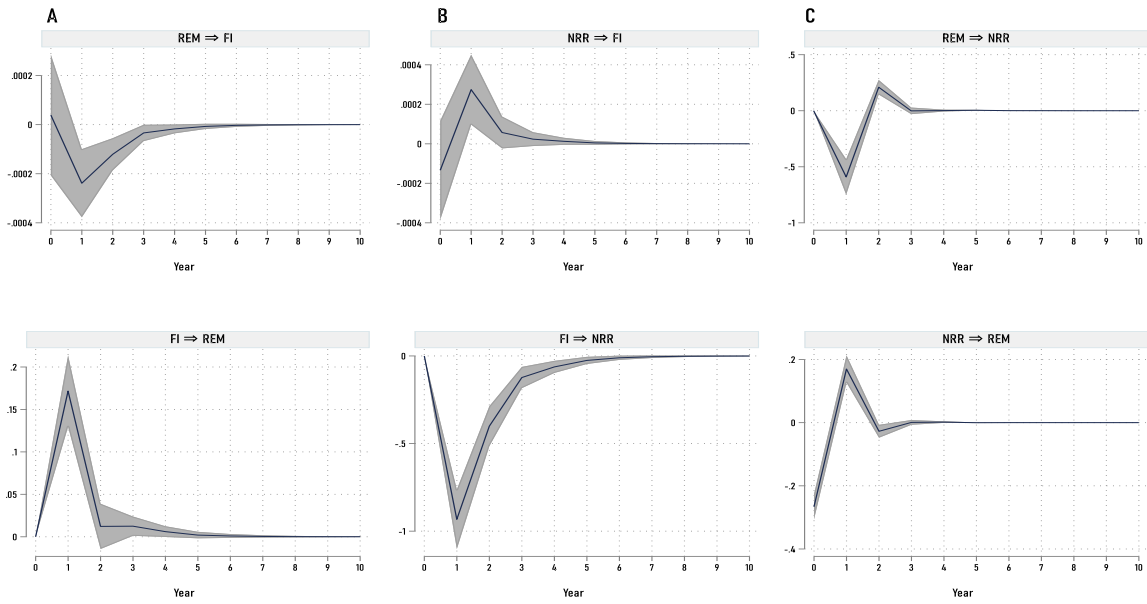 A
B
C
REM ⇒ FI
NRR ⇒ FI
REM ⇒ NRR
.0002
0
-.0002
-.0004
0 1 2 3 4 5 6 7 8 9 10
Year
.0004
.0002
0
-.0002
-.0004
0 1 2 3 4 5 6 7 8 9 10
Year
.5
0
-.5
-1
0 1 2 3 4 5 6 7 8 9 10
Year
FI ⇒ REM
FI ⇒ NRR
NRR ⇒ REM
.2
.15
.1
.05
0
0 1 2 3 4 5 6 7 8 9 10
Year
0
-.5
-1
0 1 2 3 4 5 6 7 8 9 10
Year
.2
0
-.2
-.4
0 1 2 3 4 5 6 7 8 9 10
Year